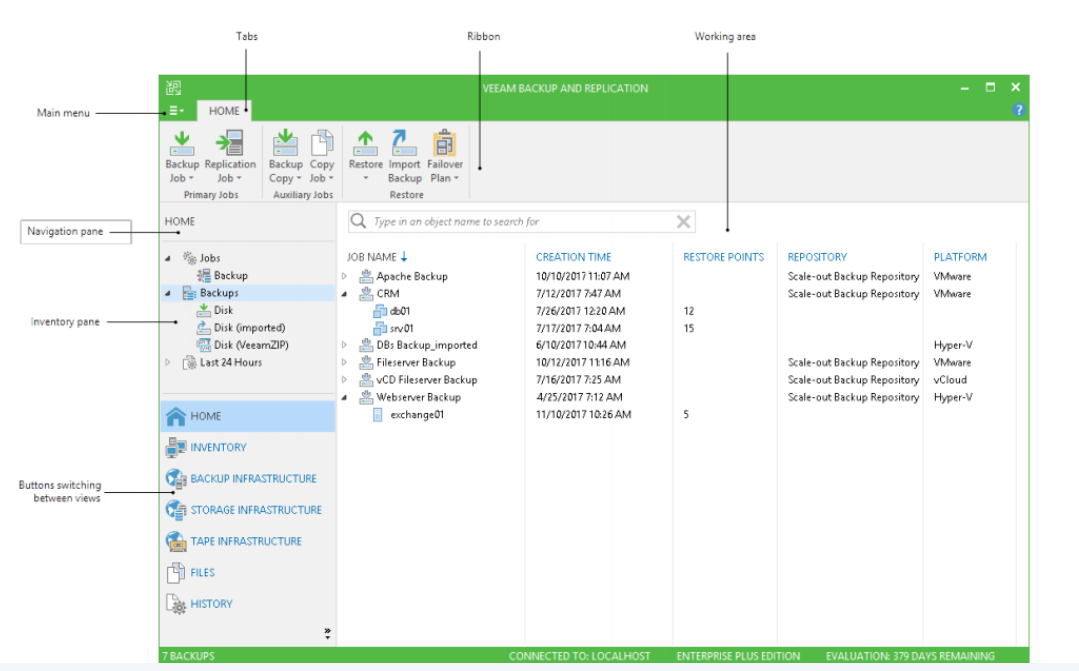 Tabs
Ribbon
Working area
VEEAM BACKUP AND REPLICATION
Main menu
HOME
?
Backup Job
Replication Job
Backup Copy
Copy Job
Restore
Import Backup
Failover Plan
Primary Jobs
Auxiliary Jobs
Restore
Navigation pane
HOME
Type in an object name to search for
Jobs
Backup
Backups
Disk
Inventory pane
Disk (imported)
Disk (VeeamZIP)
Last 24 Hours
JOB NAME CREATION TIME RESTORE POINTS REPOSITORY PLATFORM
Apache Backup 10/10/2017 11:07 AM Scale-out Backup Repository VMware
CRM 7/12/2017 7:47 AM Scale-out Backup Repository VMware
db01 7/26/2017 12:20 AM 12
srv01 7/17/2017 7:04 AM 15
DBs Backup_imported 6/10/2017 10:44 AM Hyper-V
Fileserver Backup 10/12/2017 11:16 AM Scale-out Backup Repository VMware
vCD Fileserver Backup 7/16/2017 7:25 AM Scale-out Backup Repository vCloud
Webserver Backup 4/25/2017 7:12 AM Scale-out Backup Repository Hyper-V
exchange01 11/10/2017 10:26 AM 5
HOME
INVENTORY
Buttons switching
between views
BACKUP INFRASTRUCTURE
STORAGE INFRASTRUCTURE
TAPE INFRASTRUCTURE
FILES
HISTORY
7 BACKUPS
CONNECTED TO: LOCALHOST
ENTERPRISE PLUS EDITION
EVALUATION: 379 DAYS REMAINING